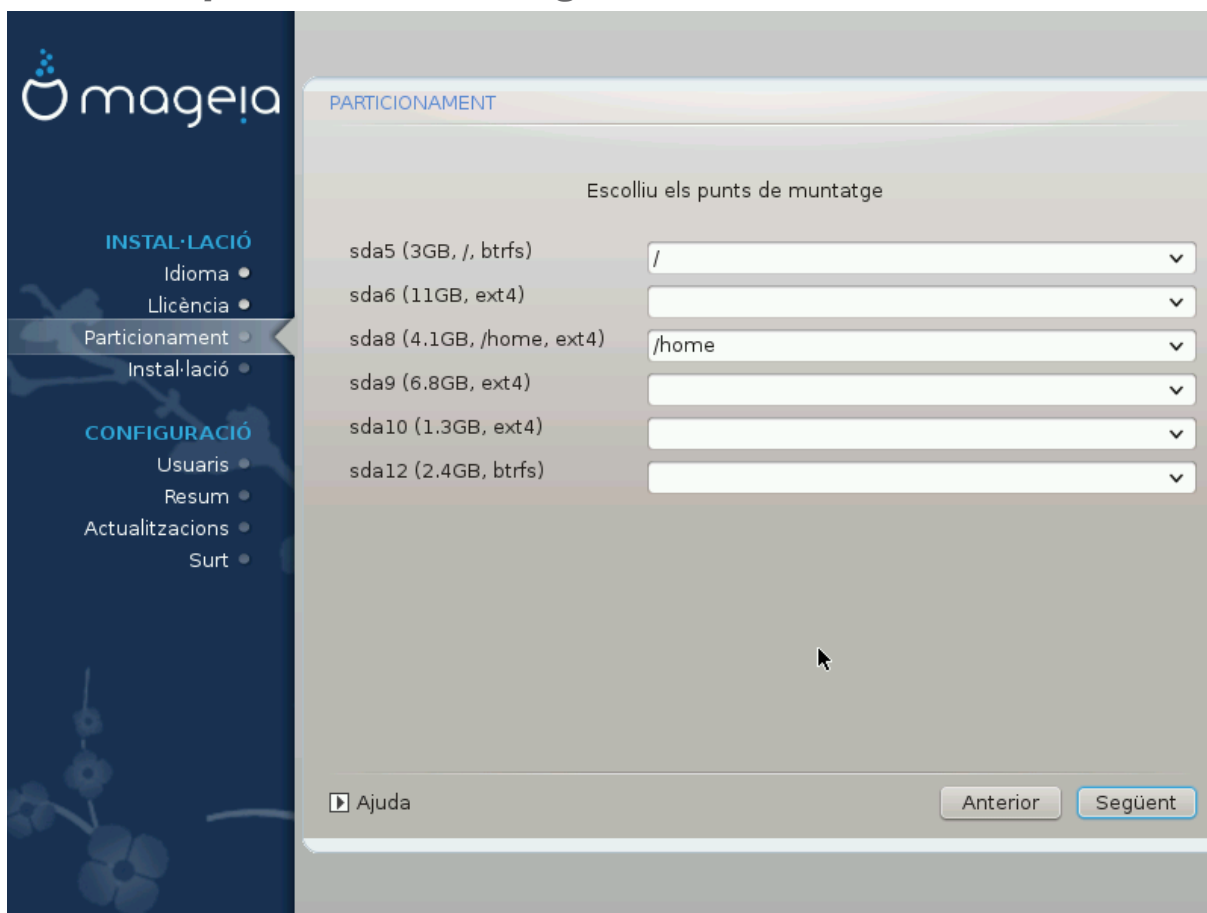 mageia
INSTAL·LACIÓ
Idioma
Llicència
Particionament
Instal·lació
CONFIGURACIÓ
Usuaris
Resum
Actualitzacions
Surt
PARTICIONAMENT
Escolliu els punts de muntatge
sda5 (3GB, /, btrfs) /
sda6 (11GB, ext4)
sda8 (4.1GB, /home, ext4) /home
sda9 (6.8GB, ext4)
sda10 (1.3GB, ext4)
sda12 (2.4GB, btrfs)
Ajuda
Anterior Següent